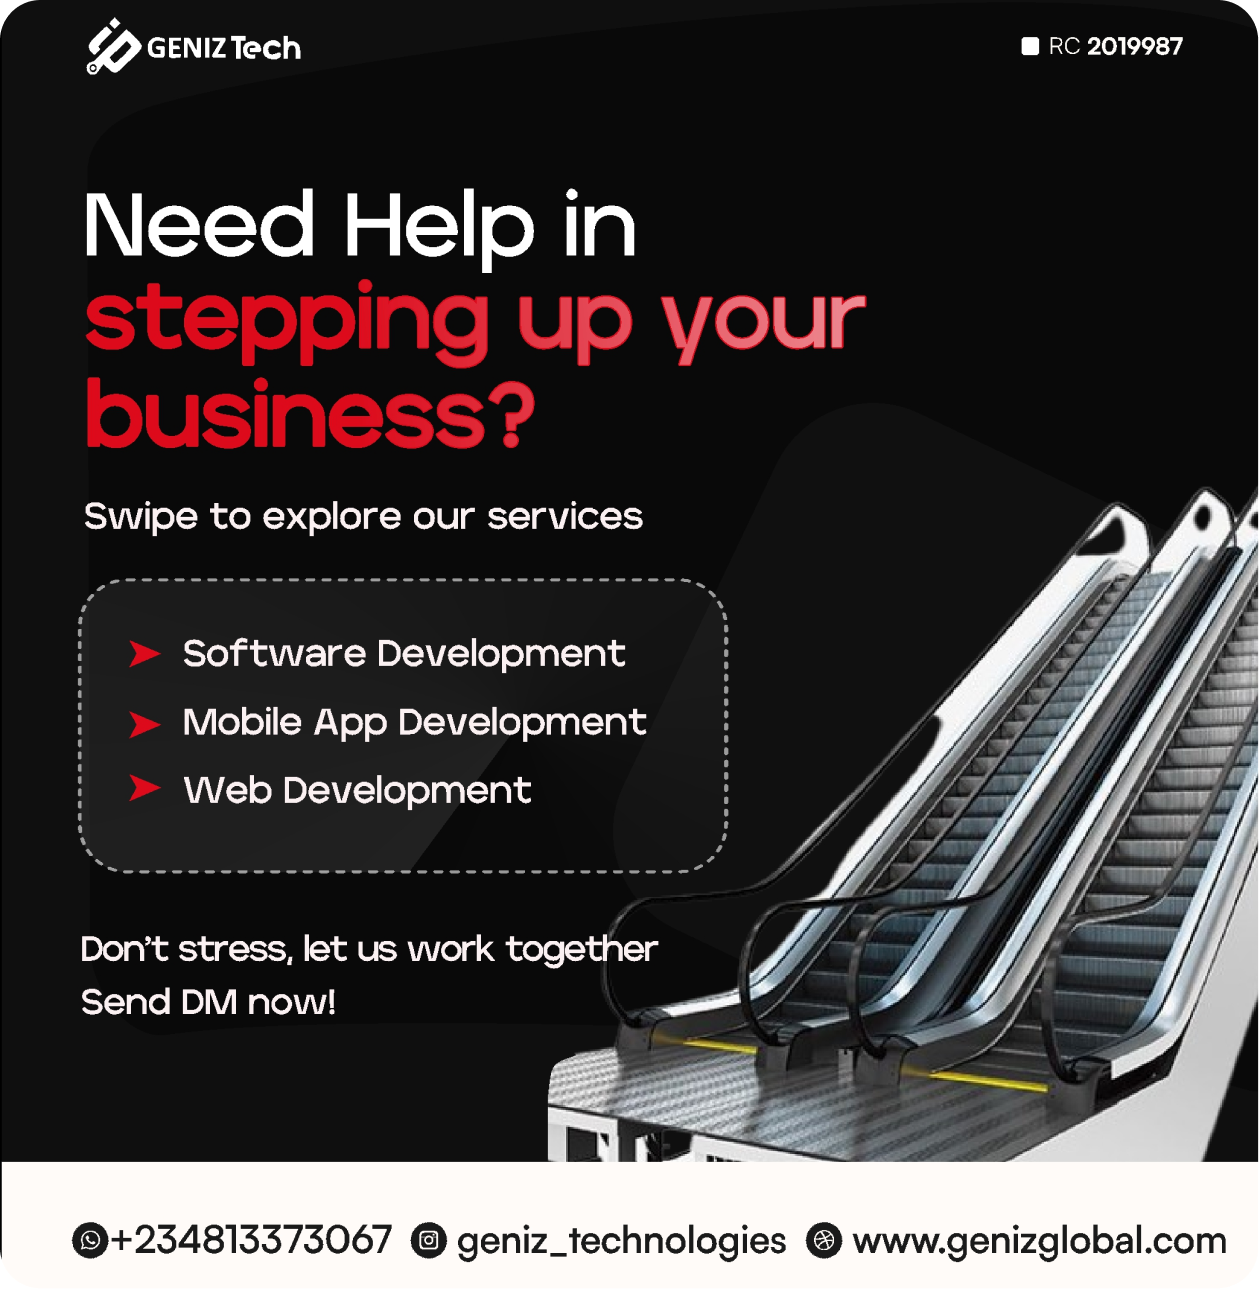 GENIZ Tech
RC 2019987
Need Help in
stepping up your
business?
Swipe to explore our services
Software Development
Mobile App Development
Web Development
Don't stress, let us work together
Send DM now!
+234813373067 geniz_technologies www.genizglobal.com